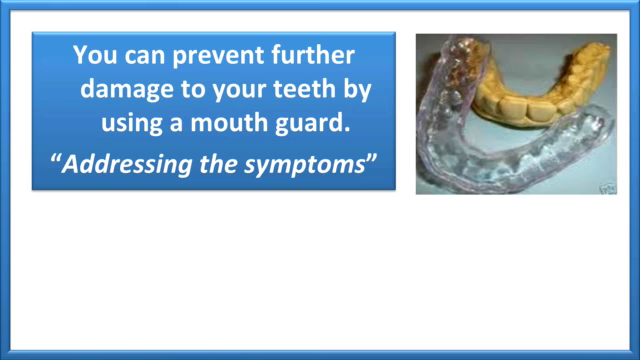 You can prevent further
damage to your teeth by
using a mouth guard.
“Addressing the symptoms”